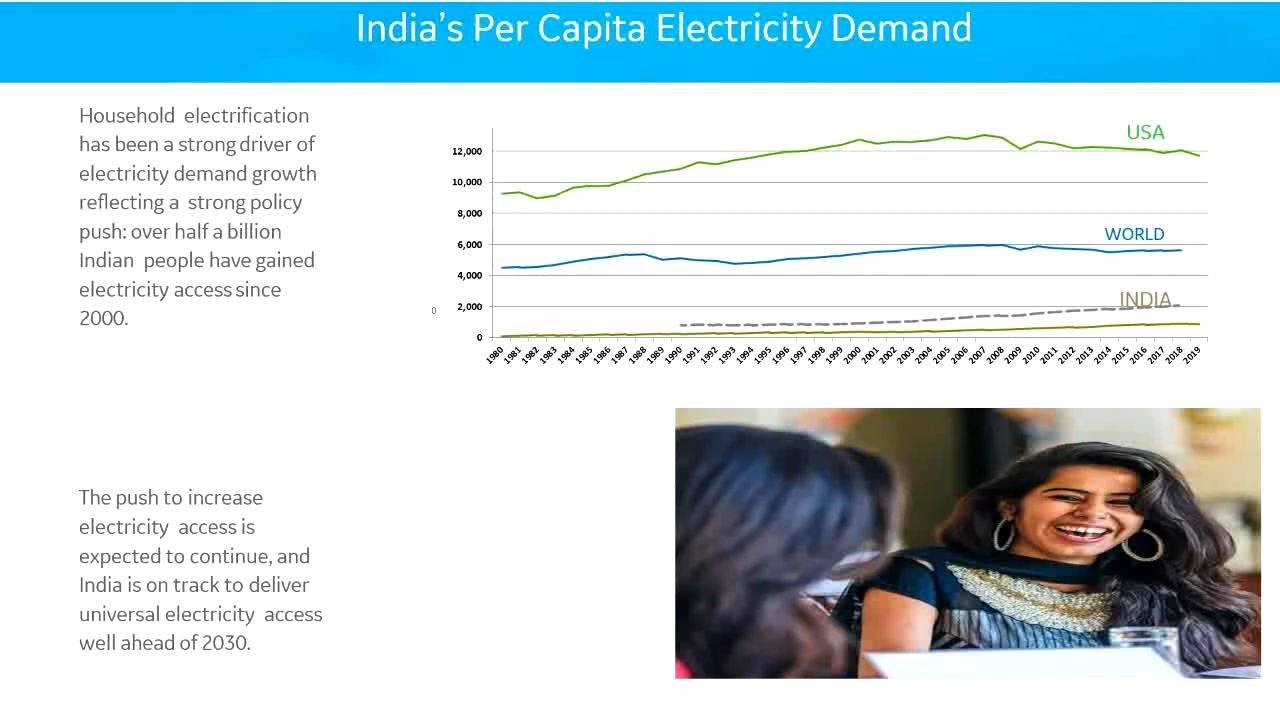 India's Per Capita Electricity Demand
Household electrification
has been a strong driver of
electricity demand growth
reflecting a strong policy
push: over half a billion
Indian people have gained
electricity access since
2000.
The push to increase
electricity access is
expected to continue, and
India is on track to deliver
universal electricity access
well ahead of 2030.
USA
12,000
10,000
8,000
WORLD
6,000
4,000
INDIA
2,000
0
0
1980 1981 1982 1983 1984 1985 1986 1987 1988 1989 1990 1991 1992 1993 1994 1995 1996 1997 1998 1999 2000 2001 2002 2003 2004 2005 2006 2007 2008 2009 2010 2011 2012 2013 2014 2015 2016 2017 2018 2019